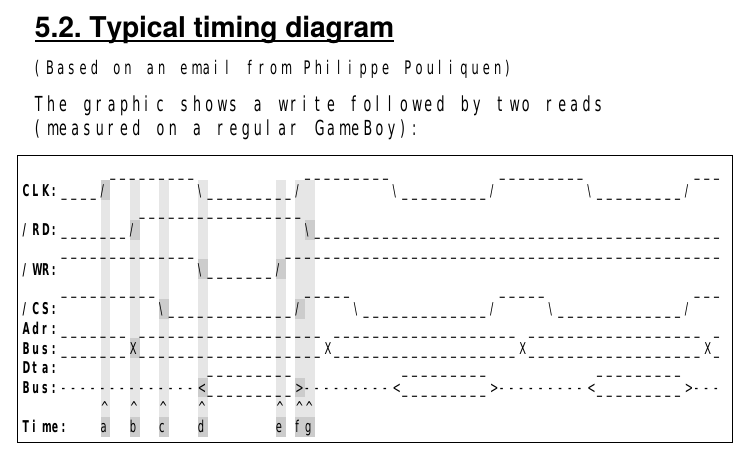 5.2. Typical timing diagram
(Based on an email from Philippe Pouliquen)
The graphic shows a write followed by two reads
(measured on a regular GameBoy):
CLK:
/RD:
/WR:
/CS:
Adr:
Bus: X X X X
Dta:
Bus: < > < > < >
^ ^ ^ ^ ^ ^ ^
Time: a b c d e f g